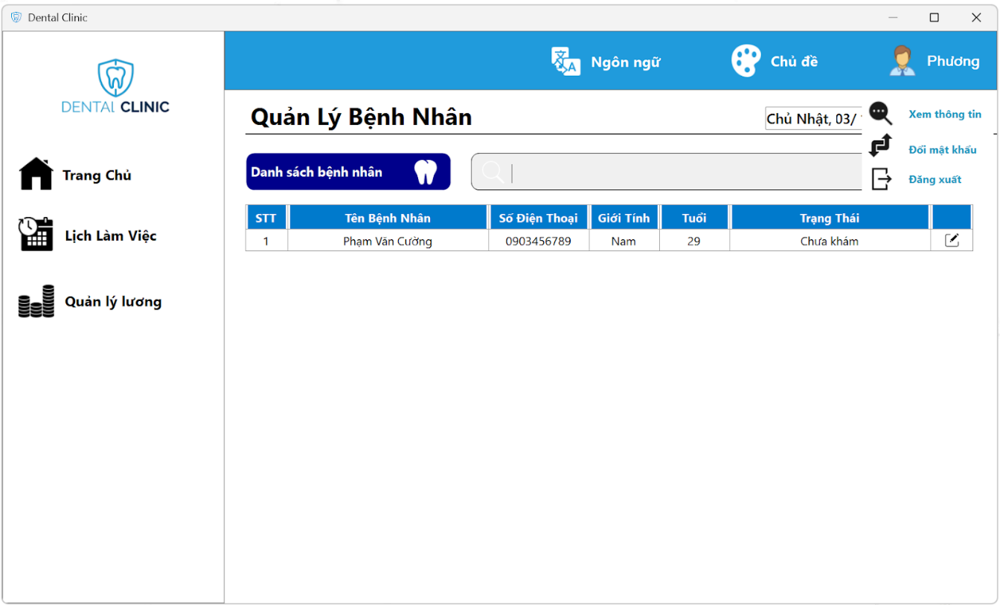 Dental Clinic
DENTAL CLINIC
Ngôn ngữ
Chủ đề
Phương
Quản Lý Bệnh Nhân
Chủ Nhật, 03/
Xem thông tin
Đổi mật khẩu
Đăng xuất
Trang Chủ
Lịch Làm Việc
Quản lý lương
Danh sách bệnh nhân
STT Tên Bệnh Nhân Số Điện Thoại Giới Tính Tuổi Trạng Thái
1 Phạm Văn Cường 0903456789 Nam 29 Chưa khám